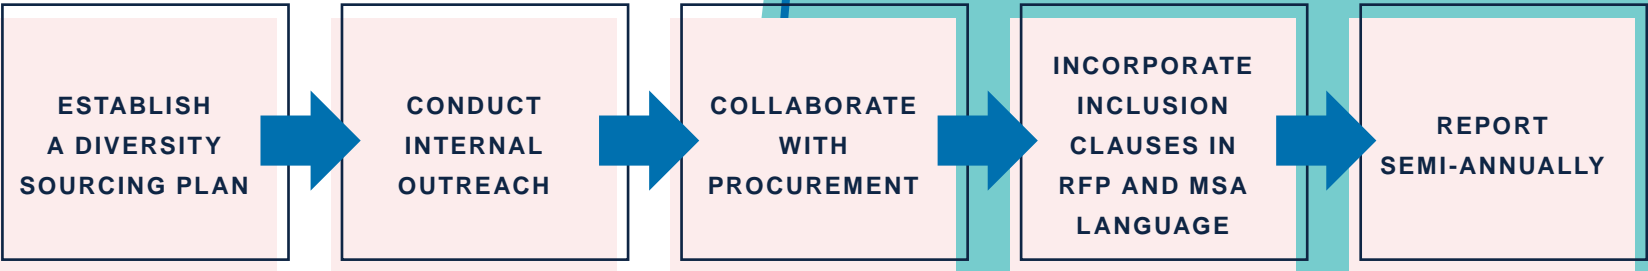 ESTABLISH
A DIVERSITY
SOURCING PLAN
CONDUCT
INTERNAL
OUTREACH
COLLABORATE
WITH
PROCUREMENT
INCORPORATE
INCLUSION
CLAUSES IN
RFP AND MSA
LANGUAGE
REPORT
SEMI-ANNUALLY